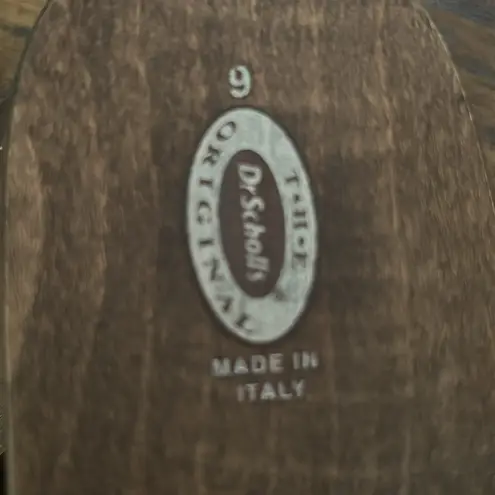 9
THE
ORIGINAL
Dr Scholl's
MADE IN
ITALY